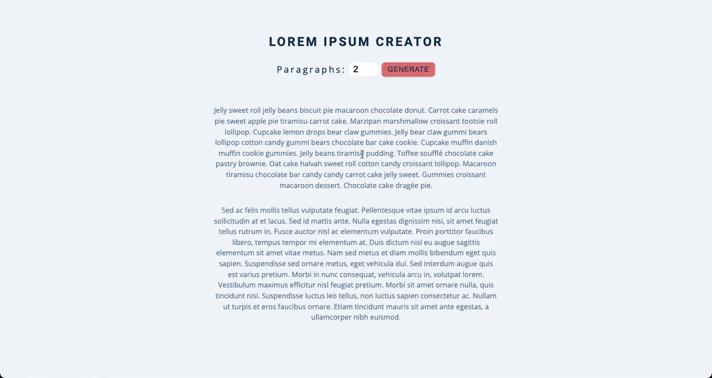 LOREM IPSUM CREATOR
Paragraphs: 2 GENERATE
Jelly sweet roll jelly beans biscuit pie macaroon chocolate donut. Carrot cake caramels
pie sweet apple pie tiramisu carrot cake. Marzipan marshmallow croissant tootsie roll
lollipop. Cupcake lemon drops bear claw gummies. Jelly bear claw gummi bears
lollipop cotton candy gummi bears chocolate bar cake cookie. Cupcake muffin danish
muffin cookie gummies. Jelly beans tiramisu pudding. Toffee soufflé chocolate cake
pastry brownie. Oat cake halvah sweet roll cotton candy croissant lollipop. Macaroon
tiramisu chocolate bar candy candy carrot cake jelly sweet. Gummies croissant
macaroon dessert. Chocolate cake dragée pie.
Sed ac felis mollis tellus vulputate feugiat. Pellentesque vitae ipsum id arcu luctus
sollicitudin at et lacus. Sed id mattis ante. Nulla egestas dignissim nisi, sit amet feugiat
tellus rutrum in. Fusce auctor nisl ac elementum vulputate. Proin porttitor faucibus
libero, tempus tempor mi elementum at. Duis dictum nisl eu augue sagittis
elementum sit amet vitae metus. Nam sed metus et diam mollis bibendum eget quis
sapien. Suspendisse sed ornare metus, eget vehicula dui. Sed interdum augue quis
est varius pretium. Morbi in nunc consequat, vehicula arcu in, volutpat lorem.
Vestibulum maximus efficitur nisl feugiat pretium. Morbi sit amet ornare nulla, quis
tincidunt nisi. Suspendisse luctus leo tellus, non luctus sapien consectetur ac. Nullam
ut turpis et eros faucibus ornare. Etiam tincidunt mauris sit amet ante egestas, a
ullamcorper nibh euismod.